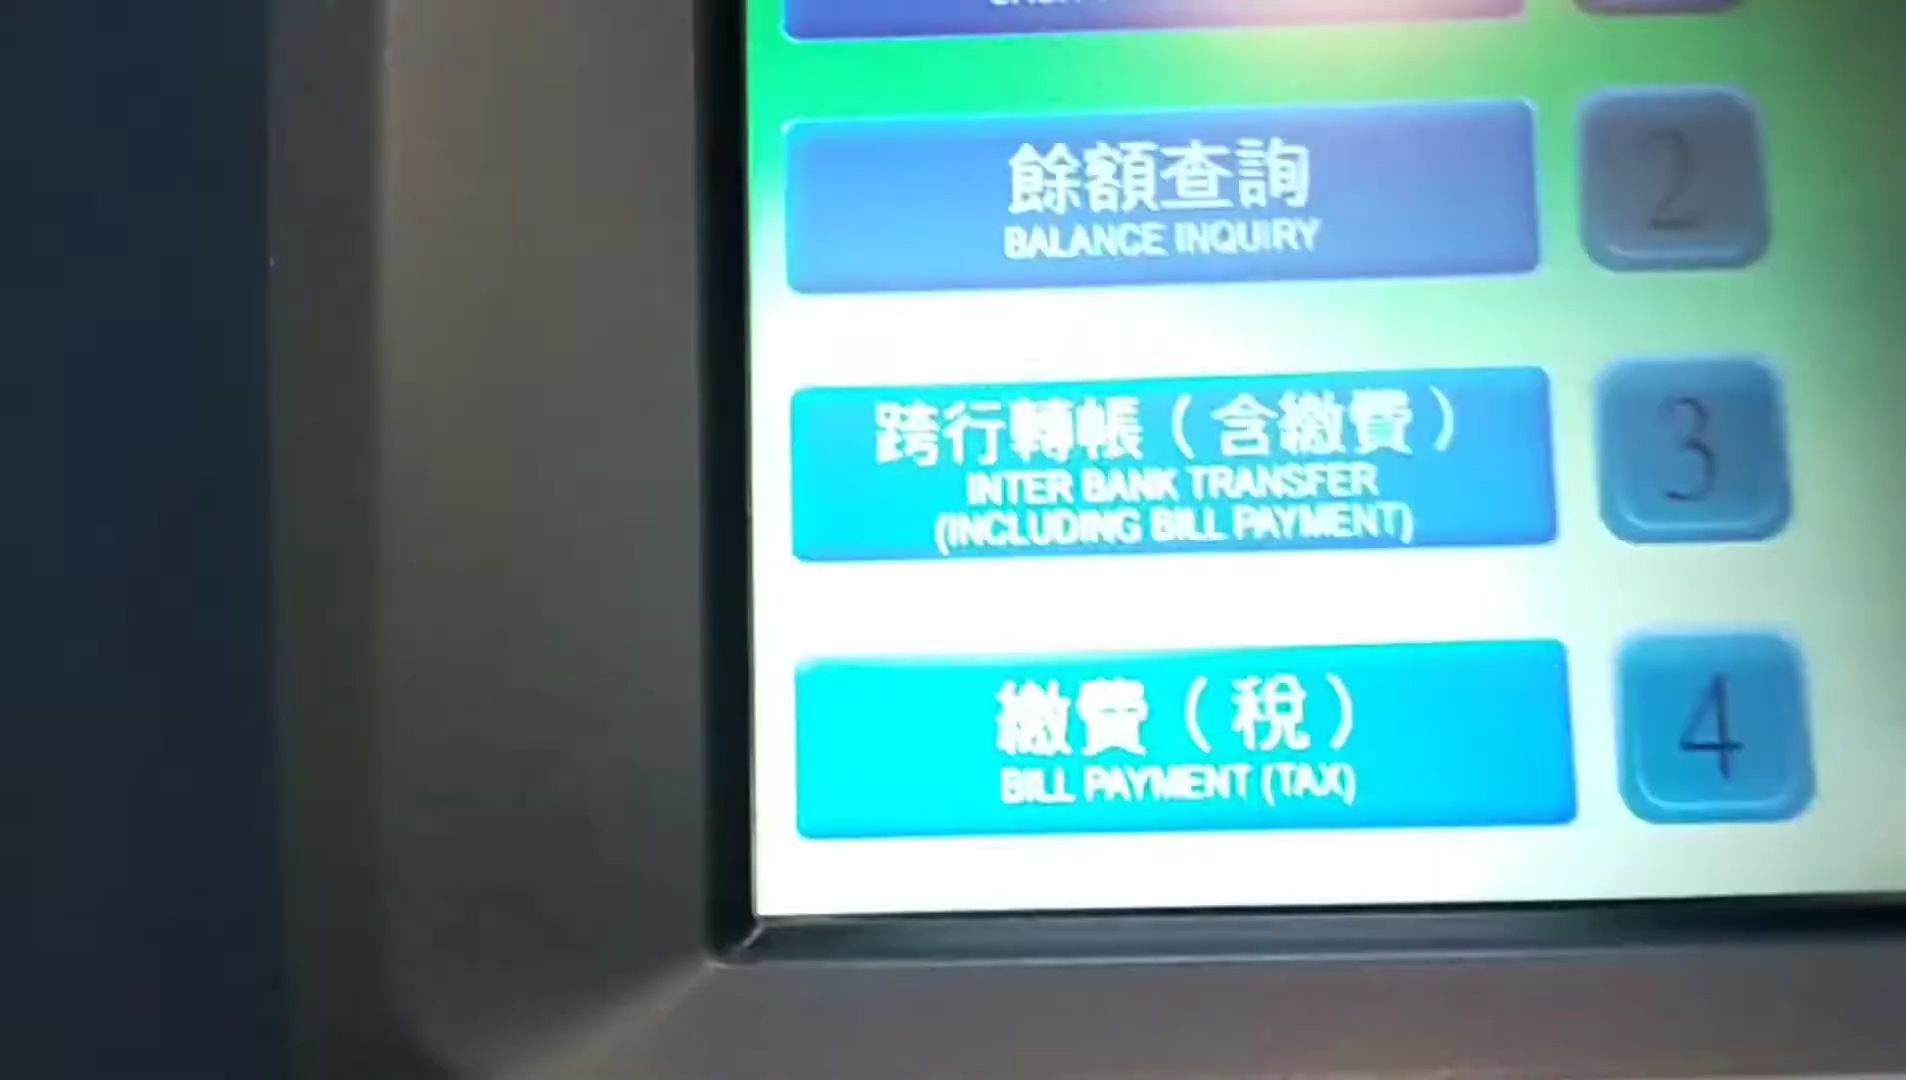 餘額查詢
BALANCE INQUIRY
2
跨行轉帳（含繳費）
INTER BANK TRANSFER
(INCLUDING BILL PAYMENT)
3
繳費（稅）
BILL PAYMENT (TAX)
4